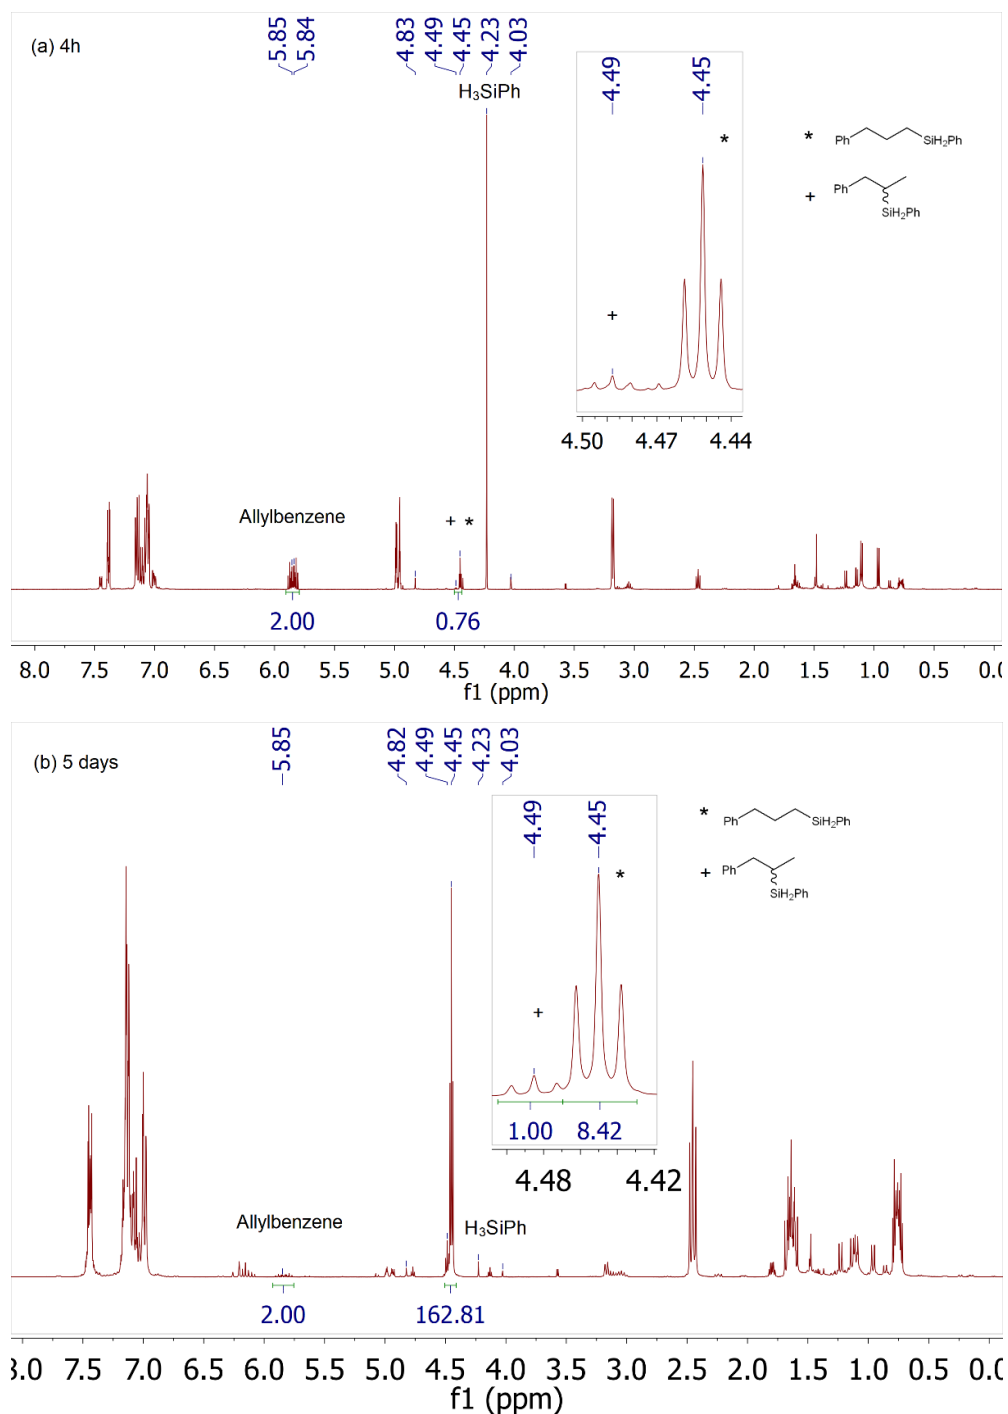 (a) 4h
5.85
5.84
4.83
4.49
4.45
4.23
4.03
H₃SiPh
4.49
4.45
*
+
4.50 4.47 4.44
* Ph SiH₂Ph
+ Ph
SiH₂Ph
Allylbenzene
+ *
2.00 0.76
8.0 7.5 7.0 6.5 6.0 5.5 5.0 4.5 4.0 3.5 3.0 2.5 2.0 1.5 1.0 0.5 0.0
f1 (ppm)
(b) 5 days
5.85
4.82
4.49
4.45
4.23
4.03
4.49
4.45
*
+
1.00 8.42
4.48 4.42
* Ph SiH₂Ph
+ Ph
SiH₂Ph
Allylbenzene
H₃SiPh
2.00 162.81
3.0 7.5 7.0 6.5 6.0 5.5 5.0 4.5 4.0 3.5 3.0 2.5 2.0 1.5 1.0 0.5 0.0
f1 (ppm)